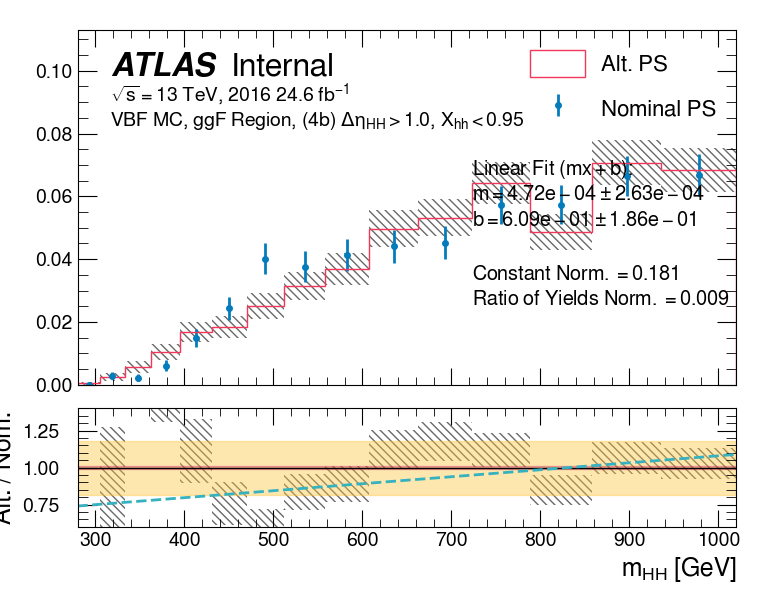 ATLAS Internal
√s = 13 TeV, 2016 24.6 fb⁻¹
VBF MC, ggF Region, (4b) Δη_HH > 1.0, X_hh < 0.95
Alt. PS
Nominal PS
Linear Fit (mx + b),
m = 4.72e − 04 ± 2.63e − 04
b = 6.09e − 01 ± 1.86e − 01
Constant Norm. = 0.181
Ratio of Yields Norm. = 0.009
0.10
0.08
0.06
0.04
0.02
0.00
Alt. / Nom.
1.25
1.00
0.75
300 400 500 600 700 800 900 1000
m_HH [GeV]